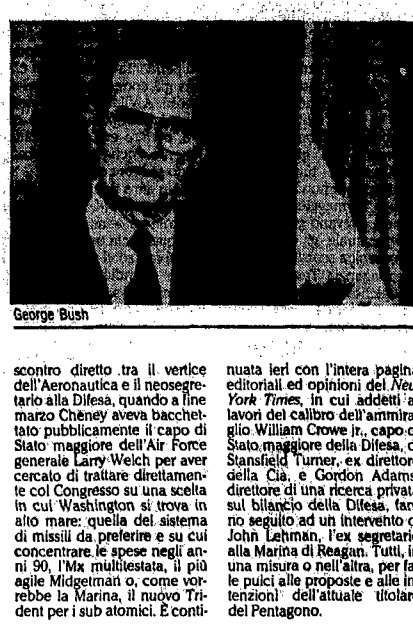 George Bush
scontro diretto tra il vertice
dell'Aeronautica e il neosegre-
tario alla Difesa, quando a fine
marzo Cheney aveva bacchet-
tato pubblicamente il capo di
Stato maggiore dell'Air Force
generale Larry Welch per aver
cercato di trattare direttamen-
te col Congresso su una scelta
in cui Washington si trova in
alto mare: quella del sistema
di missili da preferire e su cui
concentrare le spese negli an-
ni 90, l'Mx multitestata, il più
agile Midgetman o, come vor-
rebbe la Marina, il nuovo Tri-
dent per i sub atomici. E conti-
nuata ieri con l'intera pagina
editoriali ed opinioni del
York Times, in cui addetti
lavori del calibro dell'ammira
glio William Crowe jr., capo
Stato maggiore della Difesa,
Stansfield Turner, ex direttor
della Cia, e Gordon Adams
direttore di una ricerca privat
sul bilancio della Difesa, fan
no seguito ad un intervento
John Lehman, l'ex segretari
alla Marina di Reagan. Tutti,
una misura o nell'altra, per fa
le pulci alle proposte e alle in
tenzioni dell'attuale titolar
del Pentagono.